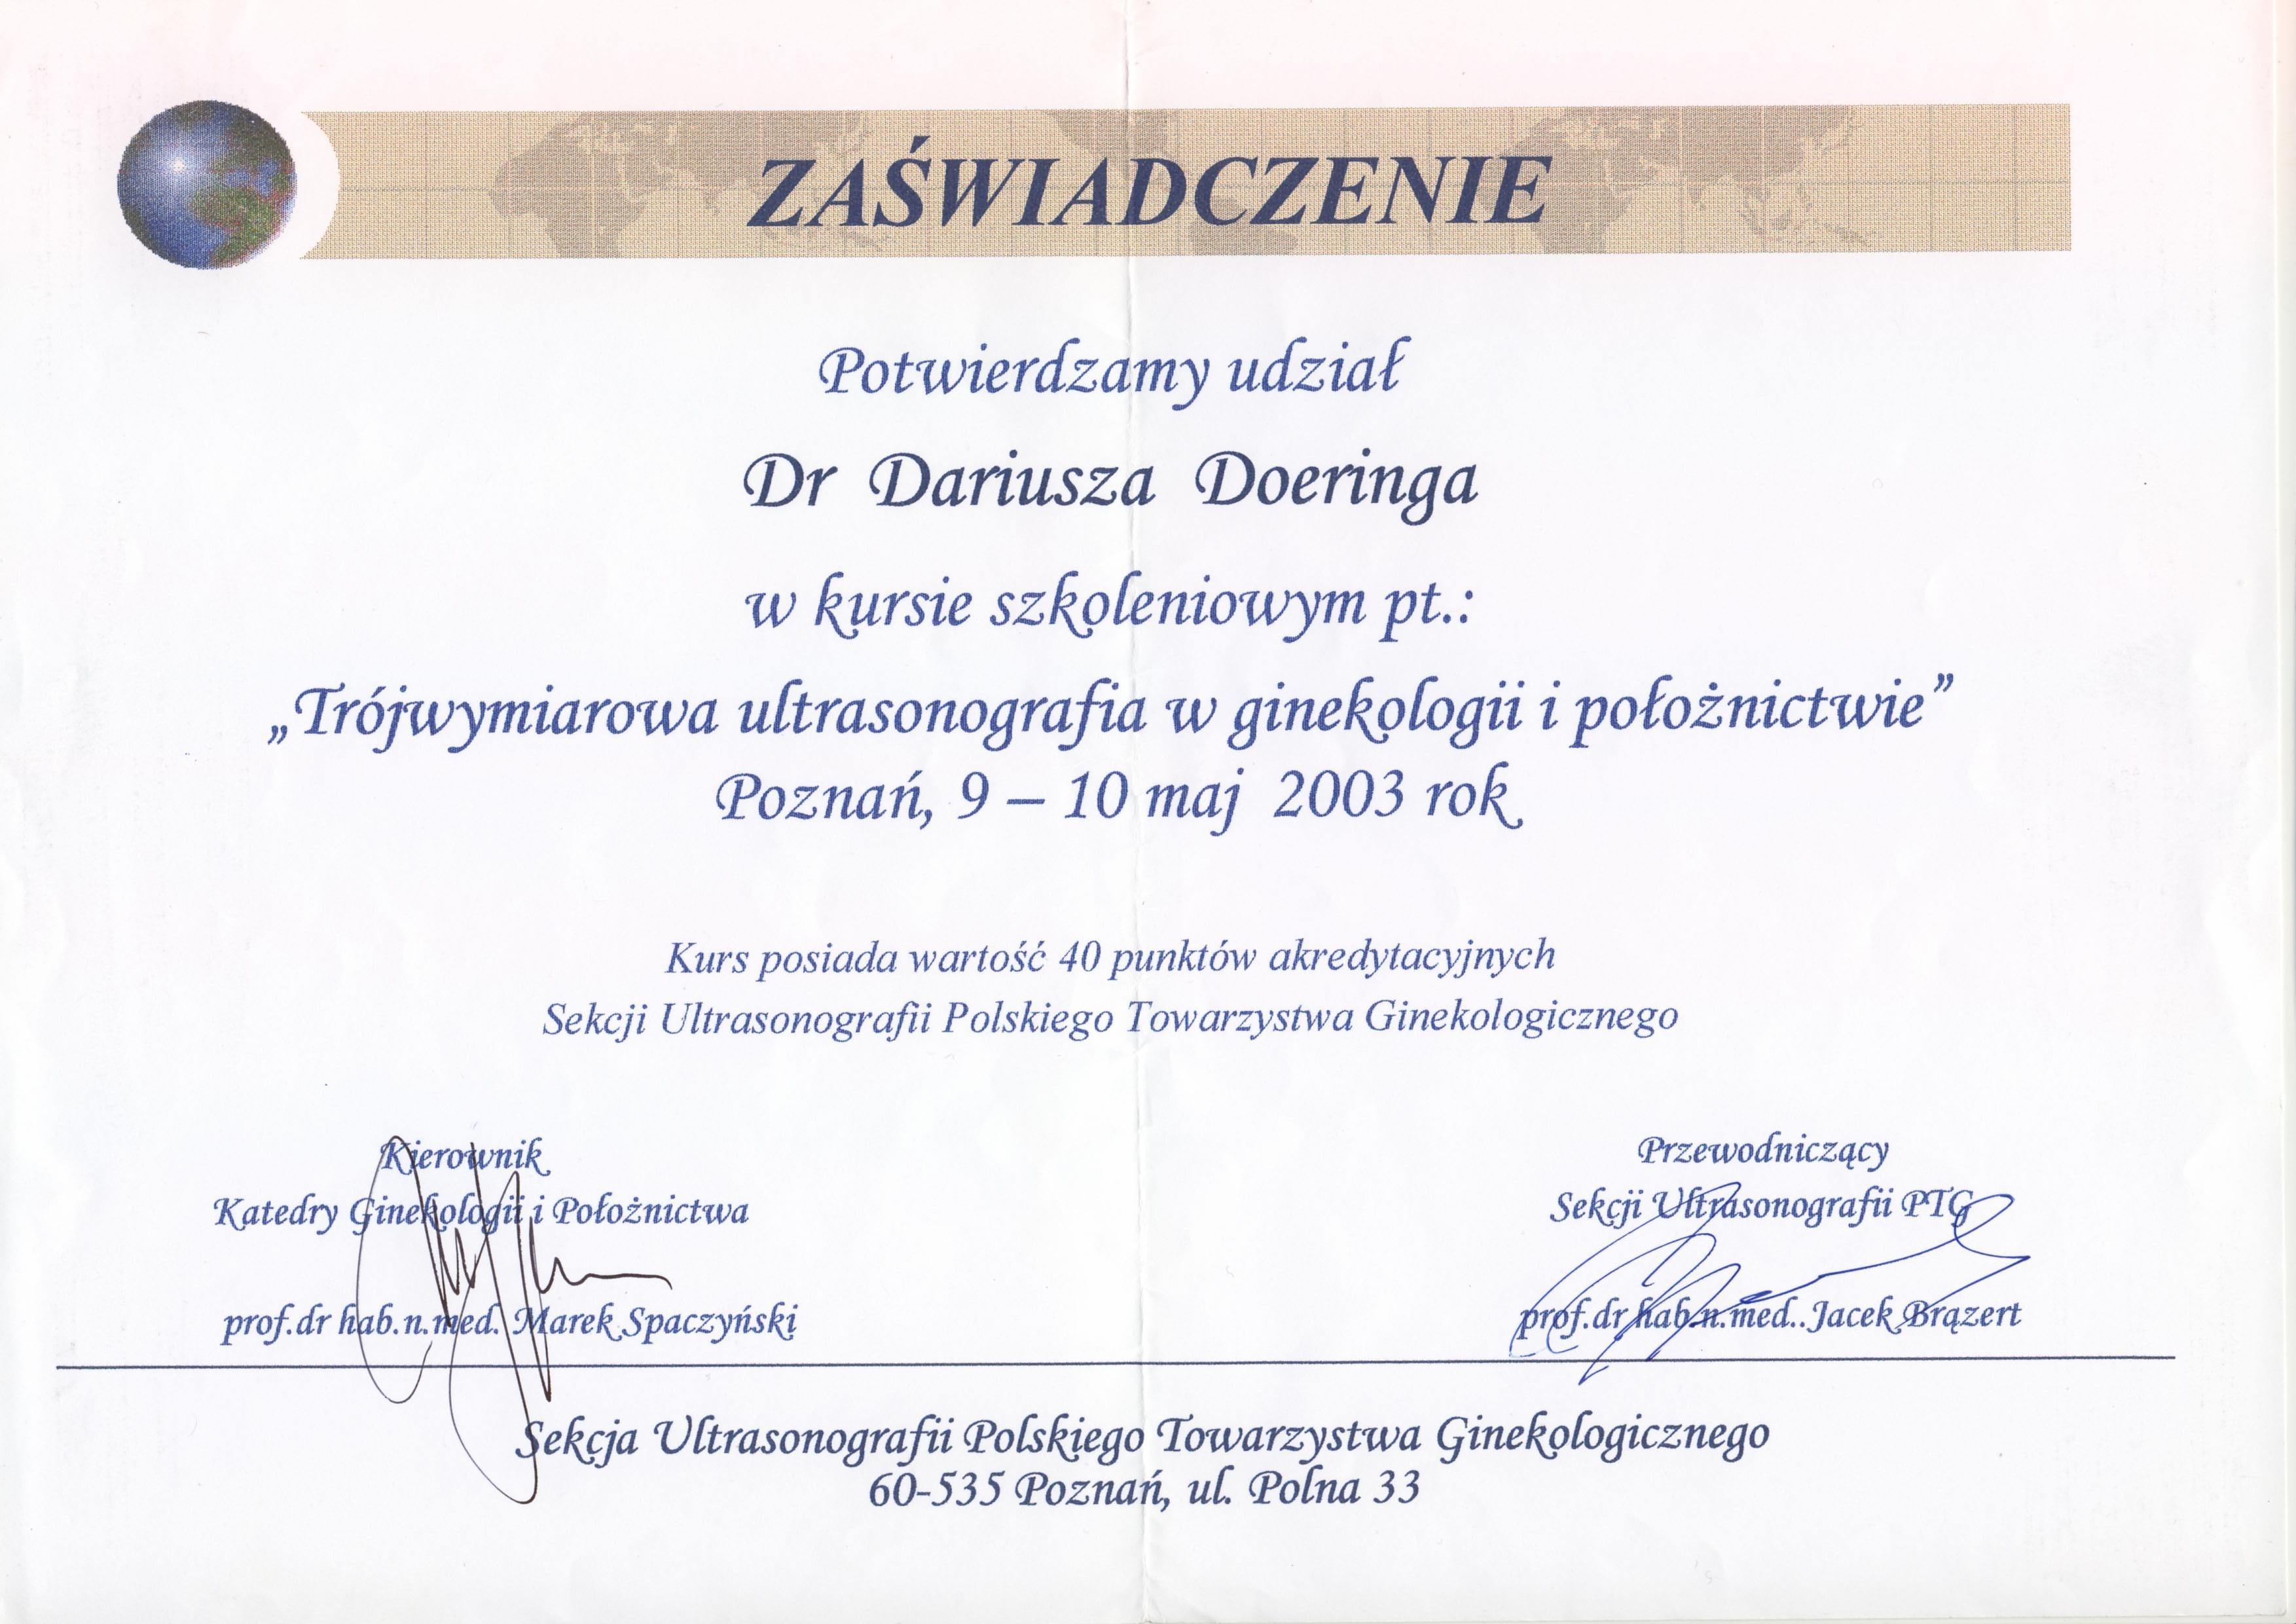 ZAŚWIADCZENIE
Potwierdzamy udział
Dr Dariusza Doeringa
w kursie szkoleniowym pt.:
„Trójwymiarowa ultrasonografia w ginekologii i położnictwie”
Poznań, 9 – 10 maj 2003 rok
Kurs posiada wartość 40 punktów akredytacyjnych
Sekcji Ultrasonografii Polskiego Towarzystwa Ginekologicznego
Kierownik
Katedry Ginekologii i Położnictwa
prof.dr hab.n.med. Marek Spaczyński
Przewodniczący
Sekcji Ultrasonografii PTG
prof.dr hab.n.med..Jacek Brązert
Sekcja Ultrasonografii Polskiego Towarzystwa Ginekologicznego
60-535 Poznań, ul. Polna 33